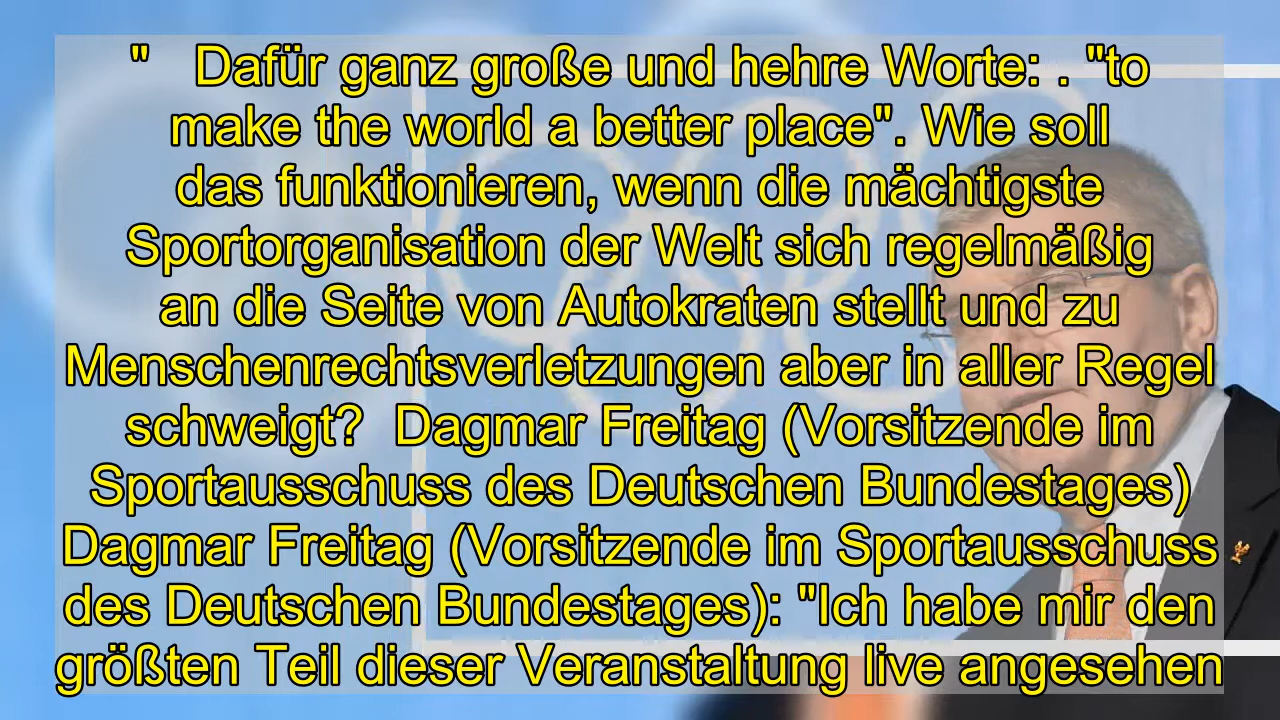 " Dafür ganz große und hehre Worte: . "to
make the world a better place". Wie soll
das funktionieren, wenn die mächtigste
Sportorganisation der Welt sich regelmäßig
an die Seite von Autokraten stellt und zu
Menschenrechtsverletzungen aber in aller Regel
schweigt? Dagmar Freitag (Vorsitzende im
Sportausschuss des Deutschen Bundestages)
Dagmar Freitag (Vorsitzende im Sportausschuss
des Deutschen Bundestages): "Ich habe mir den
größten Teil dieser Veranstaltung live angesehen